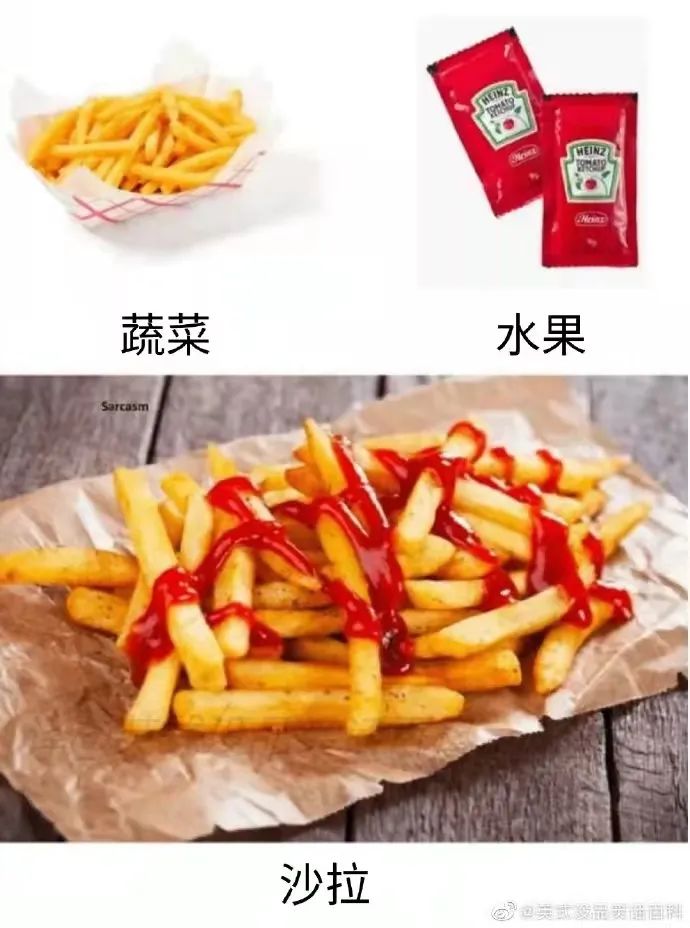 HEINZ
TOMATO
KETCHUP
Heinz
HEINZ
TOMATO
KETCHUP
Heinz
蔬菜
水果
Sarcasm
沙拉